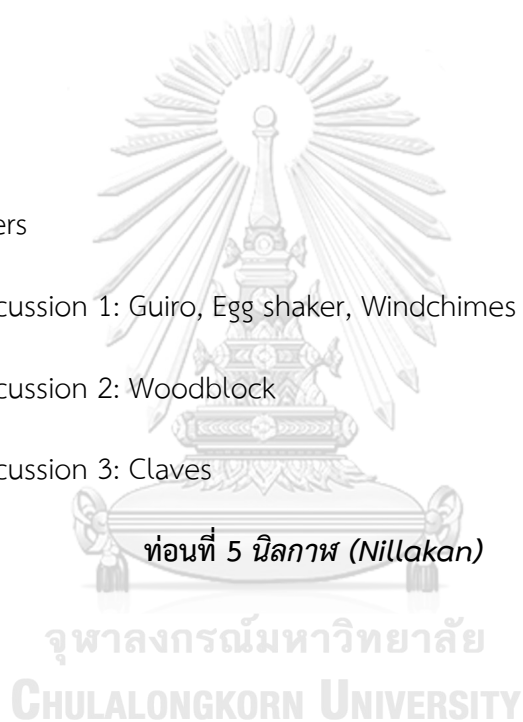 ers
cussion 1: Guiro, Egg shaker, Windchimes
cussion 2: Woodblock
cussion 3: Claves
ท่อนที่ 5 นิลกาฬ (Nillakan)
จุฬาลงกรณ์มหาวิทยาลัย
CHULALONGKORN UNIVERSITY